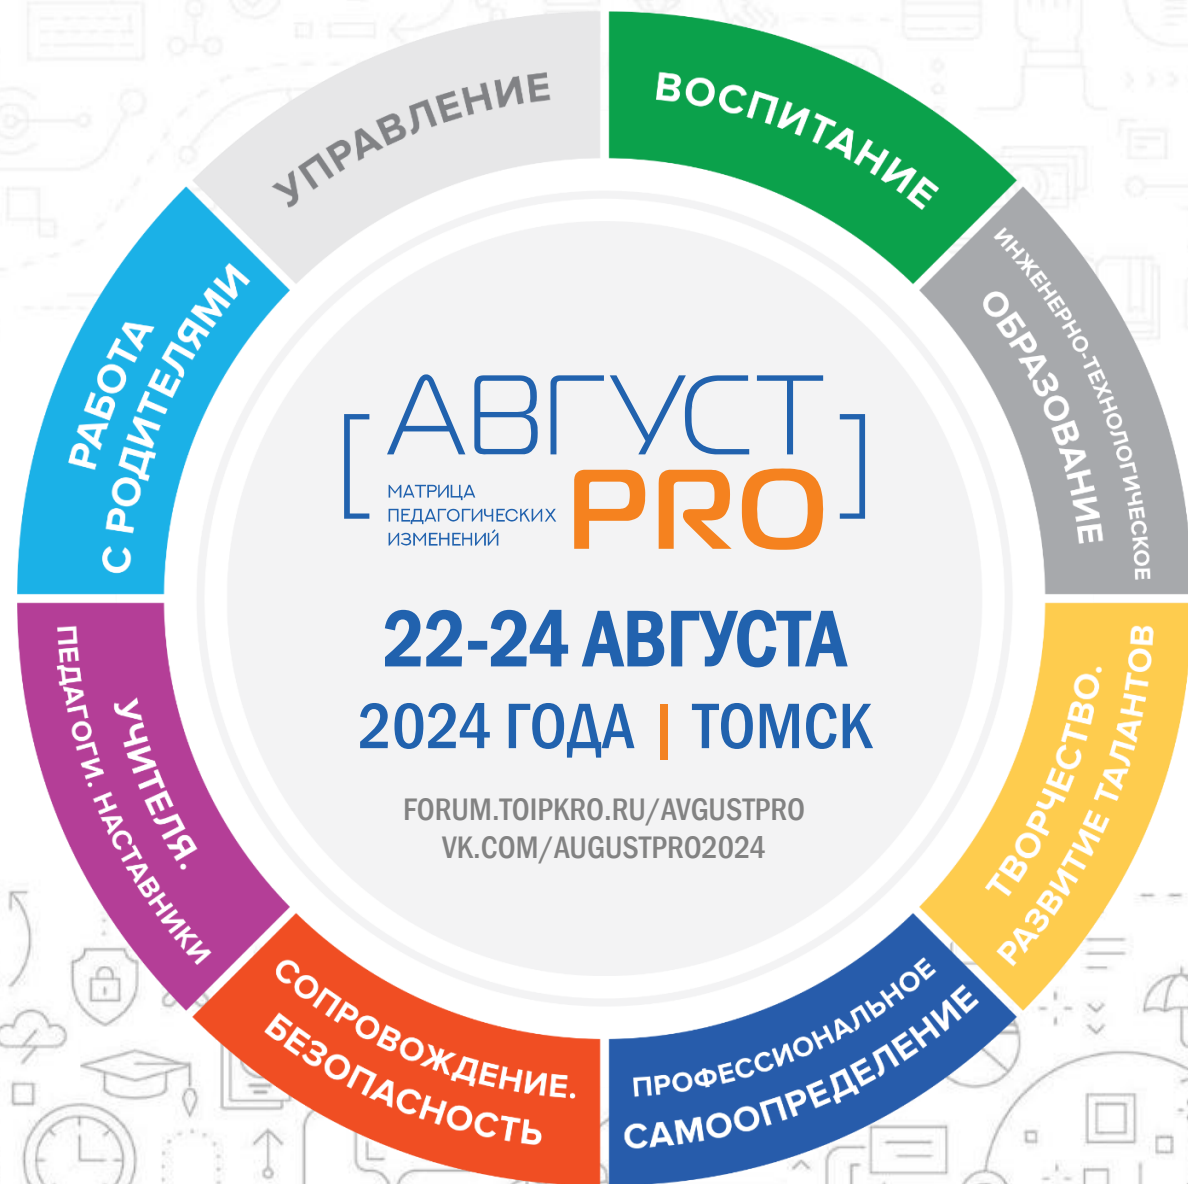 УПРАВЛЕНИЕ
ВОСПИТАНИЕ
ИНЖЕНЕРНО-ТЕХНОЛОГИЧЕСКОЕ
ОБРАЗОВАНИЕ
ТВОРЧЕСТВО.
РАЗВИТИЕ ТАЛАНТОВ
ПРОФЕССИОНАЛЬНОЕ
САМООПРЕДЕЛЕНИЕ
СОПРОВОЖДЕНИЕ.
БЕЗОПАСНОСТЬ
УЧИТЕЛЯ.
ПЕДАГОГИ. НАСТАВНИКИ
РАБОТА
С РОДИТЕЛЯМИ
[АВГУСТ
PRO]
МАТРИЦА
ПЕДАГОГИЧЕСКИХ
ИЗМЕНЕНИЙ
22-24 АВГУСТА
2024 ГОДА | ТОМСК
FORUM.TOIPKRO.RU/AVGUSTPRO
VK.COM/AUGUSTPRO2024